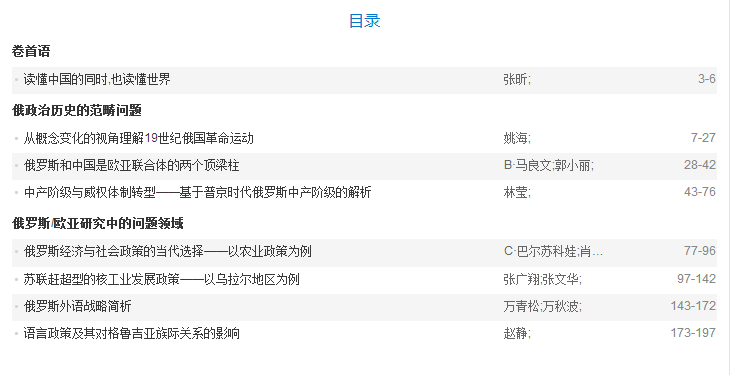 目录
卷首语
读懂中国的同时,也读懂世界 张昕; 3-6
俄政治历史的范畴问题
从概念变化的视角理解19世纪俄国革命运动 姚海; 7-27
俄罗斯和中国是欧亚联合体的两个顶梁柱 В·马良文;郭小丽; 28-42
中产阶级与威权体制转型——基于普京时代俄罗斯中产阶级的解析 林莹; 43-76
俄罗斯/欧亚研究中的问题领域
俄罗斯经济与社会政策的当代选择——以农业政策为例 С·巴尔苏科娃;肖... 77-96
苏联赶超型的核工业发展政策——以乌拉尔地区为例 张广翔;张文华; 97-142
俄罗斯外语战略简析 万青松;万秋波; 143-172
语言政策及其对格鲁吉亚族际关系的影响 赵静; 173-197